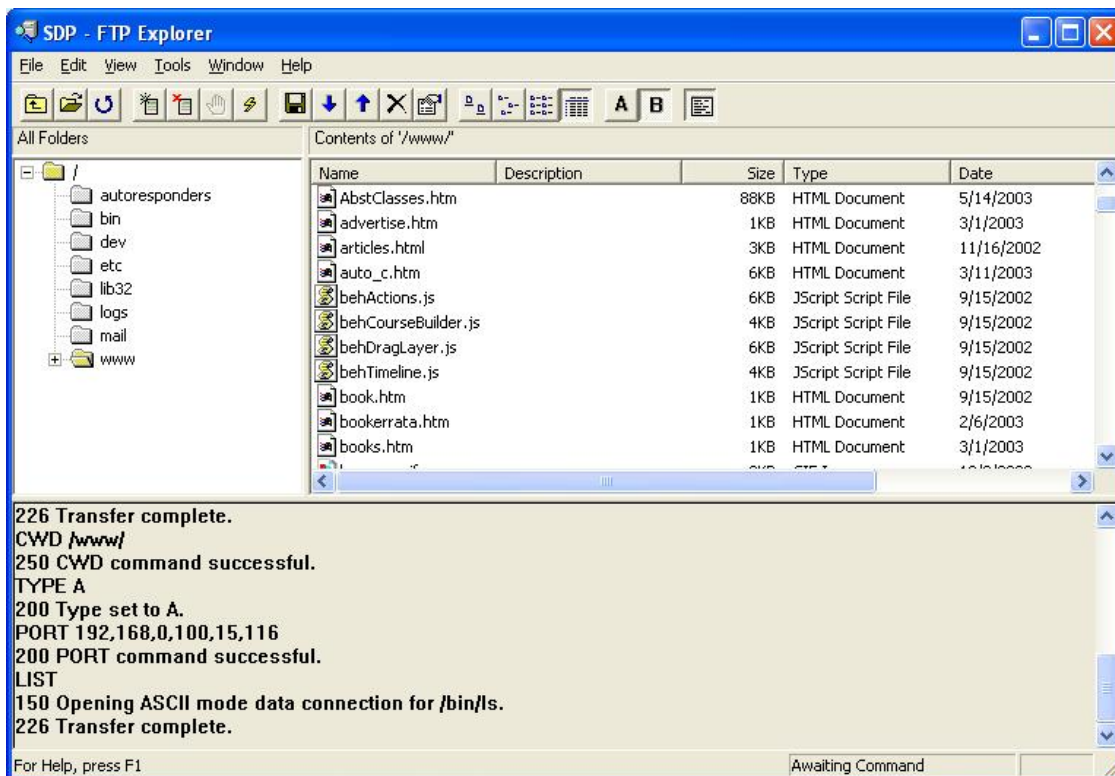 SDP - FTP Explorer
File Edit View Tools Window Help
A B
All Folders
Contents of '/www/'
/
autoresponders
bin
dev
etc
lib32
logs
mail
www
Name Description Size Type Date
AbstClasses.htm 88KB HTML Document 5/14/2003
advertise.htm 1KB HTML Document 3/1/2003
articles.html 3KB HTML Document 11/16/2002
auto_c.htm 6KB HTML Document 3/11/2003
behActions.js 6KB JScript Script File 9/15/2002
behCourseBuilder.js 4KB JScript Script File 9/15/2002
behDragLayer.js 6KB JScript Script File 9/15/2002
behTimeline.js 4KB JScript Script File 9/15/2002
book.htm 1KB HTML Document 9/15/2002
bookerrata.htm 1KB HTML Document 2/6/2003
books.htm 1KB HTML Document 3/1/2003
226 Transfer complete.
CWD /www/
250 CWD command successful.
TYPE A
200 Type set to A.
PORT 192,168,0,100,15,116
200 PORT command successful.
LIST
150 Opening ASCII mode data connection for /bin/ls.
226 Transfer complete.
For Help, press F1
Awaiting Command